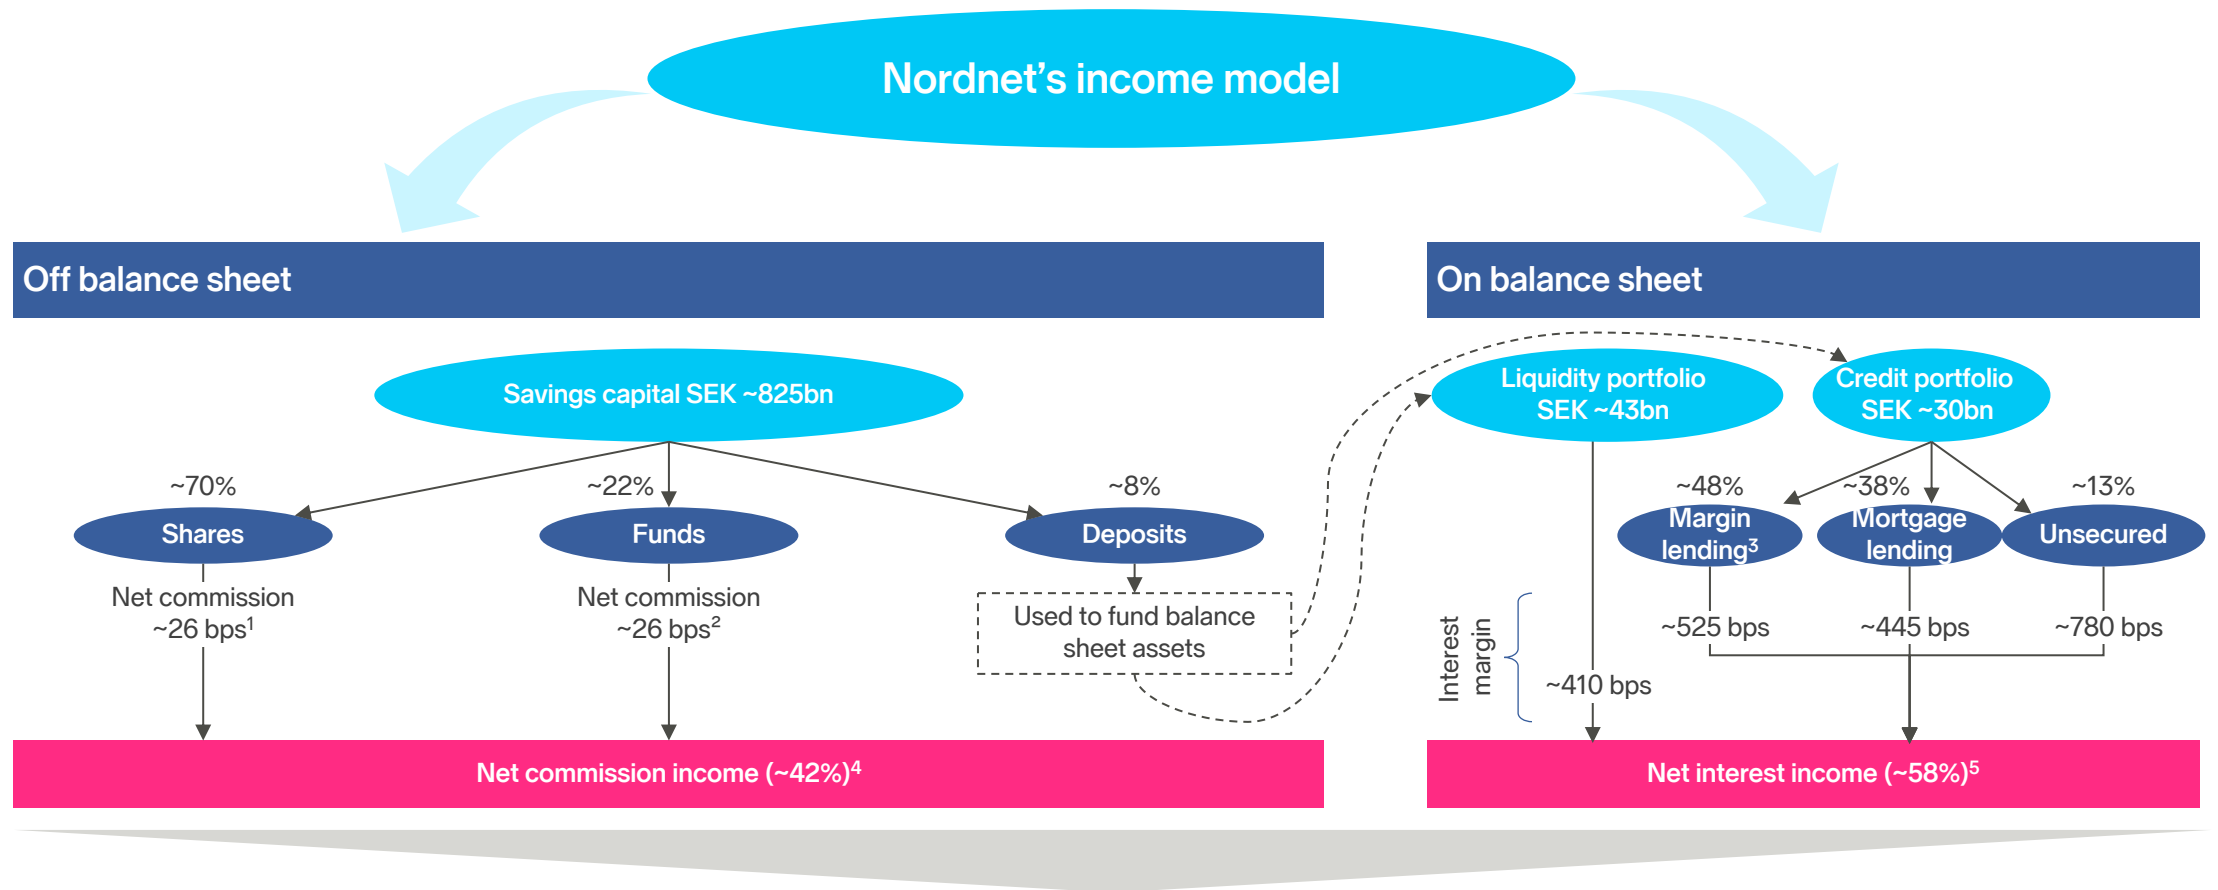 Nordnet's income model
Off balance sheet
On balance sheet
Savings capital SEK ~825bn
Liquidity portfolio
SEK ~43bn
Credit portfolio
SEK ~30bn
~70%
~22%
~8%
~48%
~38%
~13%
Shares
Funds
Deposits
Margin
lending³
Mortgage
lending
Unsecured
Net commission
~26 bps¹
Net commission
~26 bps²
Used to fund balance
sheet assets
Interest
margin
~410 bps
~525 bps
~445 bps
~780 bps
Net commission income (~42%)⁴
Net interest income (~58%)⁵